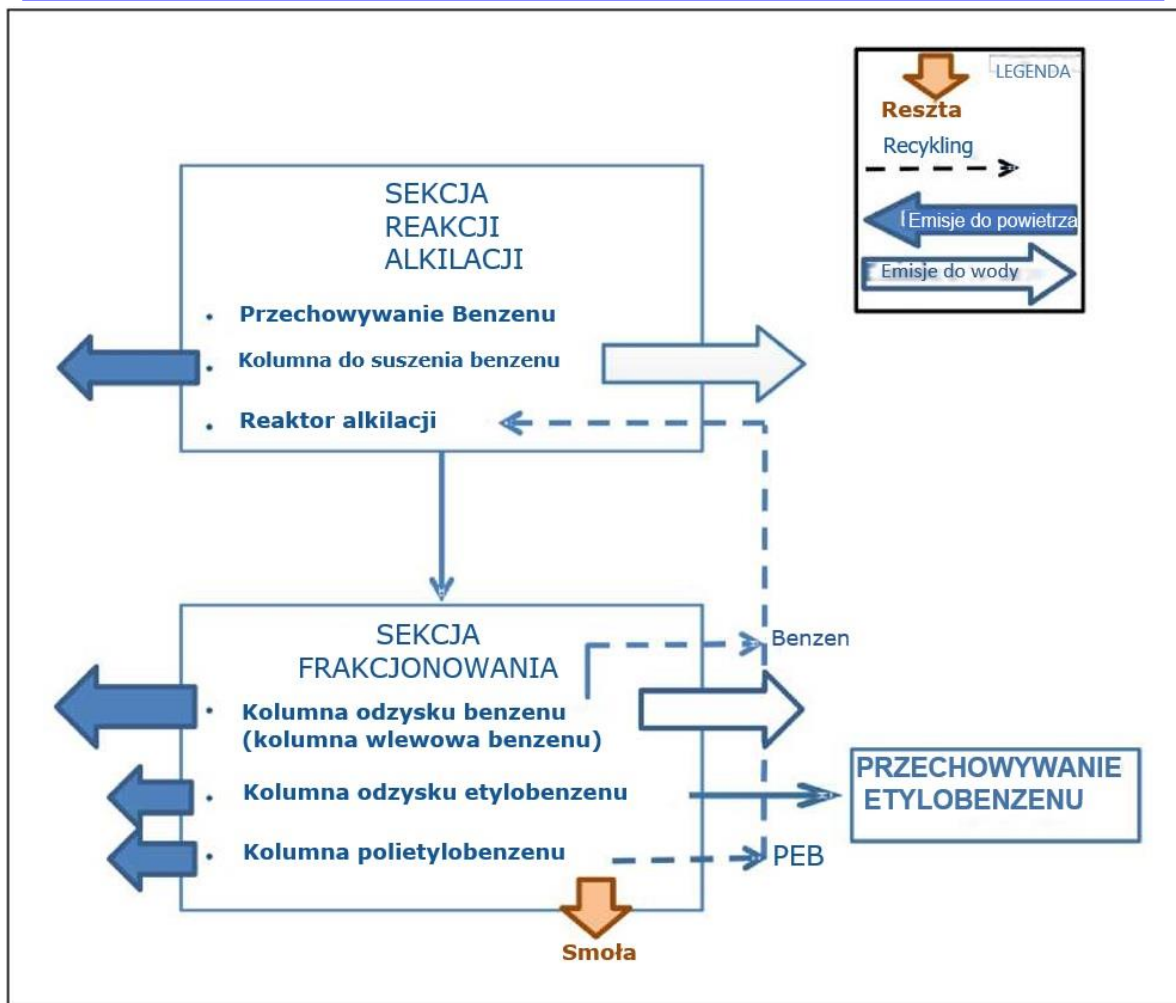 LEGENDA
Reszta
Recykling
Emisje do powietrza
Emisje do wody
SEKCJA
REAKCJI
ALKILACJI
• Przechowywanie Benzenu
• Kolumna do suszenia benzenu
• Reaktor alkilacji
SEKCJA
FRAKCJONOWANIA
Benzen
• Kolumna odzysku benzenu
(kolumna wlewowa benzenu)
• Kolumna odzysku etylobenzenu
PRZECHOWYWANIE
ETYLOBENZENU
• Kolumna polietylobenzenu
PEB
Smoła